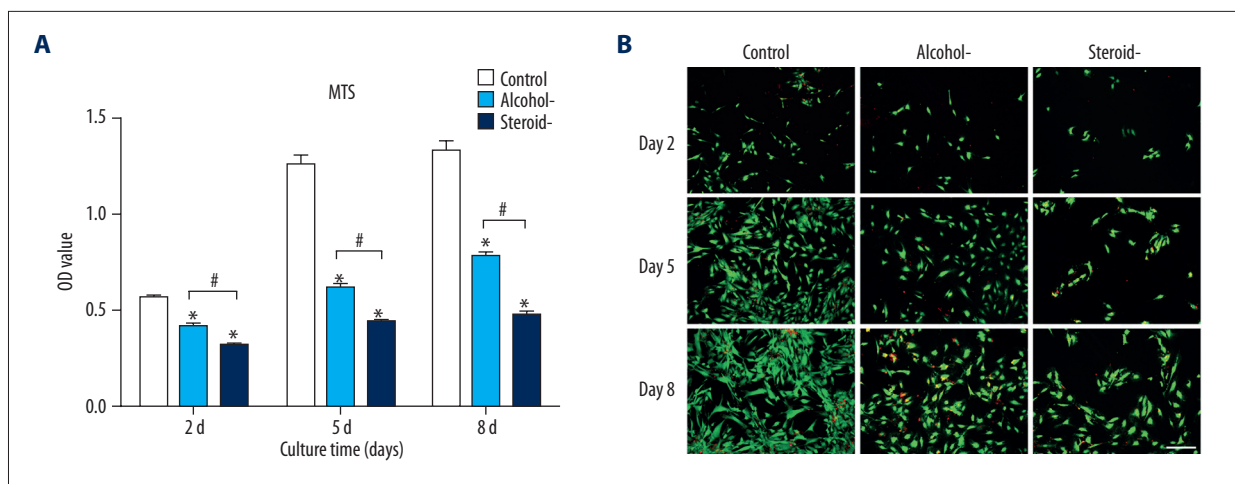 A
MTS
Control
Alcohol-
Steroid-
OD value
1.5
1.0
0.5
0.0
#
*
*
#
*
*
#
*
*
2 d
5 d
8 d
Culture time (days)
B
Control
Alcohol-
Steroid-
Day 2
Day 5
Day 8